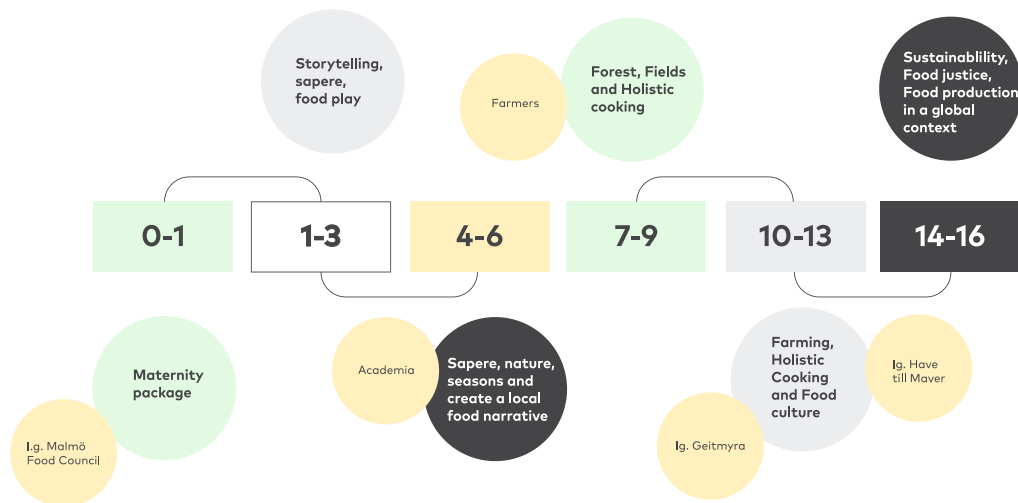 Storytelling,
sapere,
food play
Farmers
Forest, Fields
and Holistic
cooking
Sustainablility,
Food justice,
Food production
in a global
context
0-1
1-3
4-6
7-9
10-13
14-16
Maternity
package
I.g. Malmö
Food Council
Academia
Sapere, nature,
seasons and
create a local
food narrative
Farming,
Holistic
Cooking
and Food
culture
Ig. Geitmyra
Ig. Have
till Maver